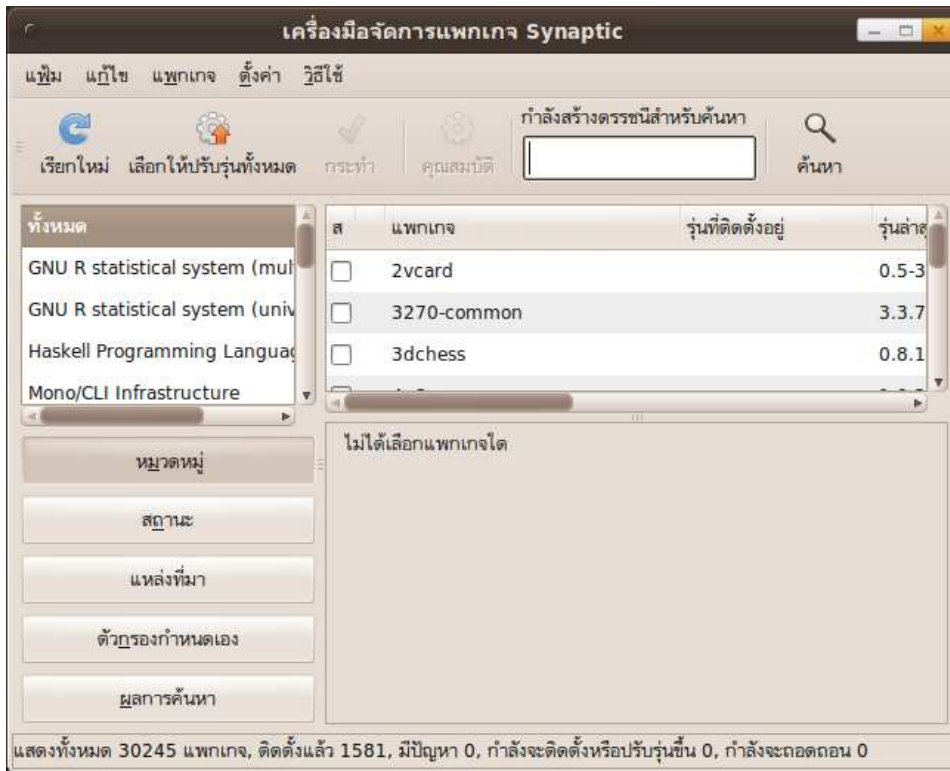 เครื่องมือจัดการแพกเกจ Synaptic
แฟ้ม แก้ไข แพกเกจ ตั้งค่า วิธีใช้
กำลังสร้างดรรชนีสำหรับค้นหา
เรียกใหม่ เลือกให้ปรับรุ่นทั้งหมด กระทำ คุณสมบัติ ค้นหา
ทั้งหมด
GNU R statistical system (mul
GNU R statistical system (univ
Haskell Programming Languag
Mono/CLI Infrastructure
ส แพกเกจ รุ่นที่ติดตั้งอยู่ รุ่นล่าสุ
2vcard 0.5-3
3270-common 3.3.7
3dchess 0.8.1
หมวดหมู่
สถานะ
แหล่งที่มา
ตัวกรองกำหนดเอง
ผลการค้นหา
ไม่ได้เลือกแพกเกจใด
แสดงทั้งหมด 30245 แพกเกจ, ติดตั้งแล้ว 1581, มีปัญหา 0, กำลังจะติดตั้งหรือปรับรุ่นขึ้น 0, กำลังจะถอดถอน 0